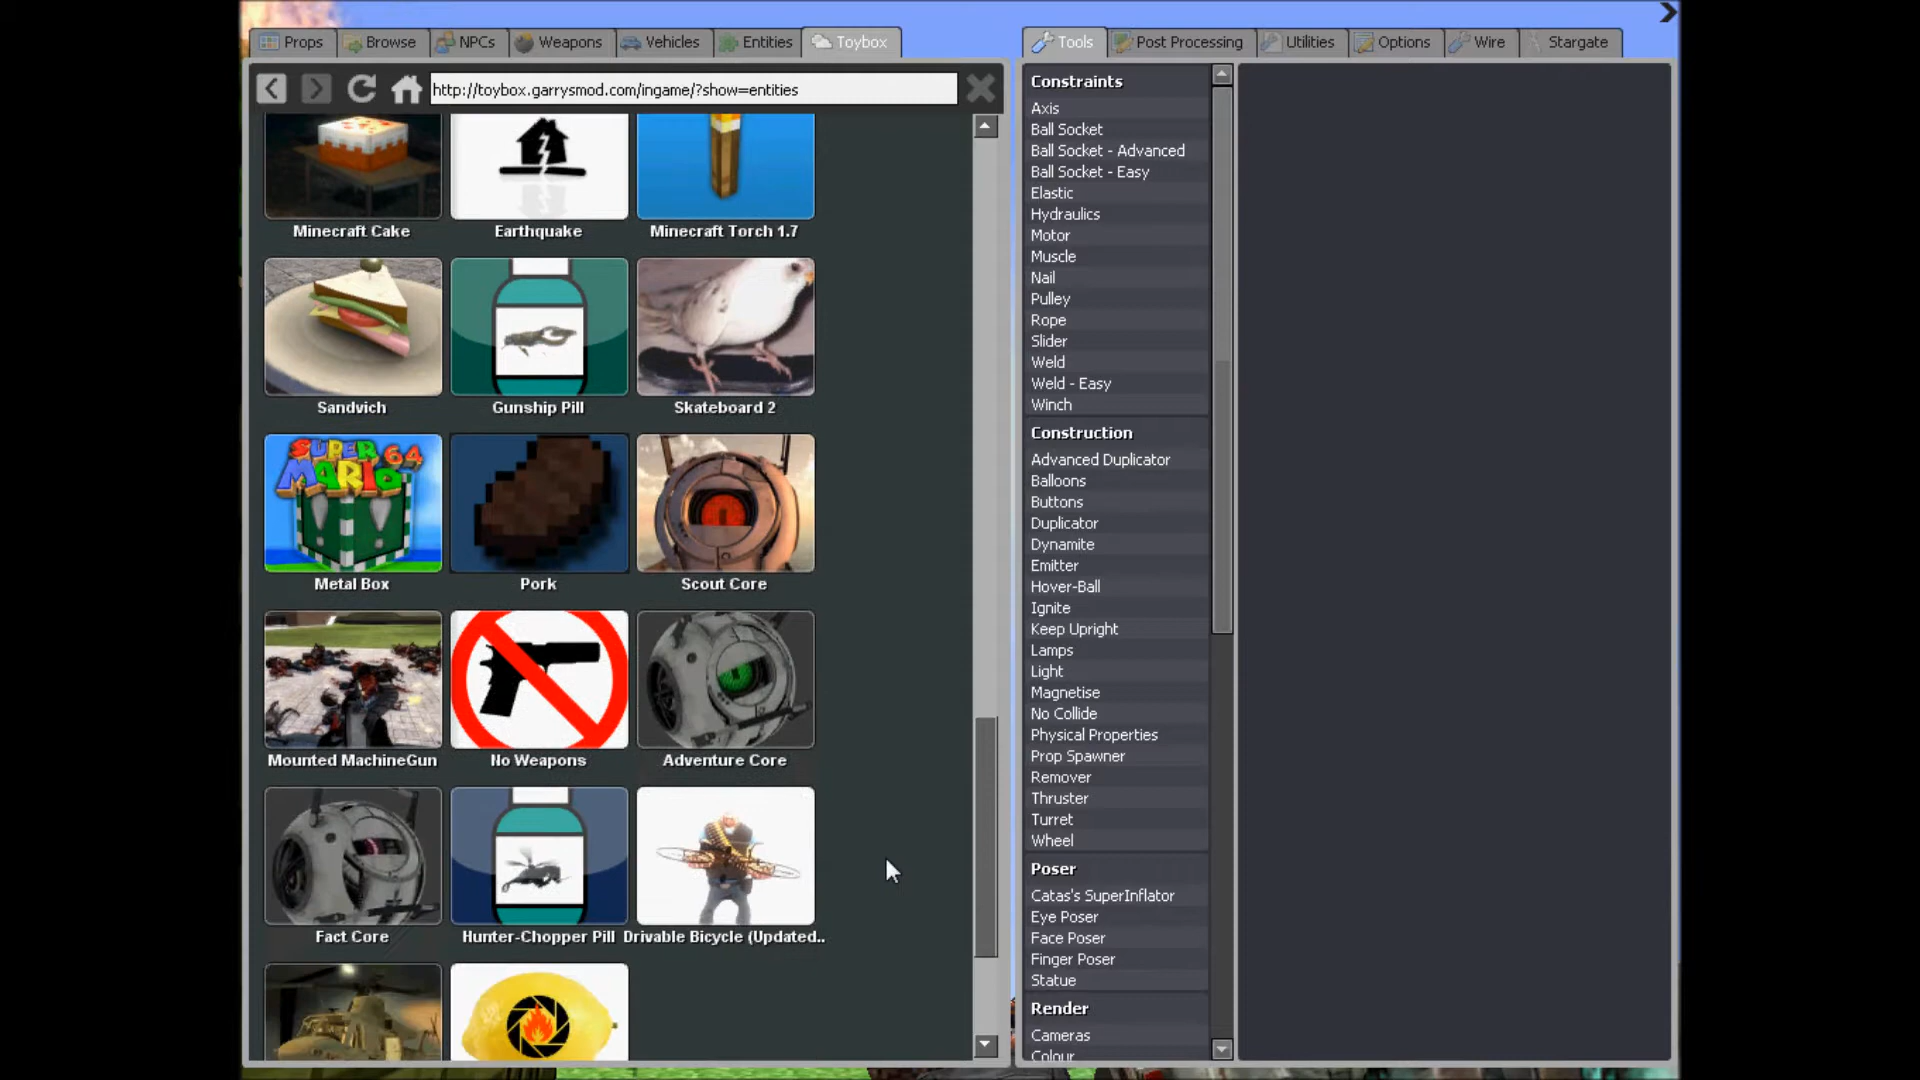 Props
Browse
NPCs
Weapons
Vehicles
Entities
Toybox
http://toybox.garrysmod.com/ingame/?show=entities
Minecraft Cake
Earthquake
Minecraft Torch 1.7
Sandvich
Gunship Pill
Skateboard 2
SUPER
MARIO 64
Metal Box
Pork
Scout Core
Mounted MachineGun
No Weapons
Adventure Core
Fact Core
Hunter-Chopper Pill
Drivable Bicycle (Updated..
Tools
Post Processing
Utilities
Options
Wire
Stargate
Constraints
Axis
Ball Socket
Ball Socket - Advanced
Ball Socket - Easy
Elastic
Hydraulics
Motor
Muscle
Nail
Pulley
Rope
Slider
Weld
Weld - Easy
Winch
Construction
Advanced Duplicator
Balloons
Buttons
Duplicator
Dynamite
Emitter
Hover-Ball
Ignite
Keep Upright
Lamps
Light
Magnetise
No Collide
Physical Properties
Prop Spawner
Remover
Thruster
Turret
Wheel
Poser
Catas's SuperInflator
Eye Poser
Face Poser
Finger Poser
Statue
Render
Cameras
Colour